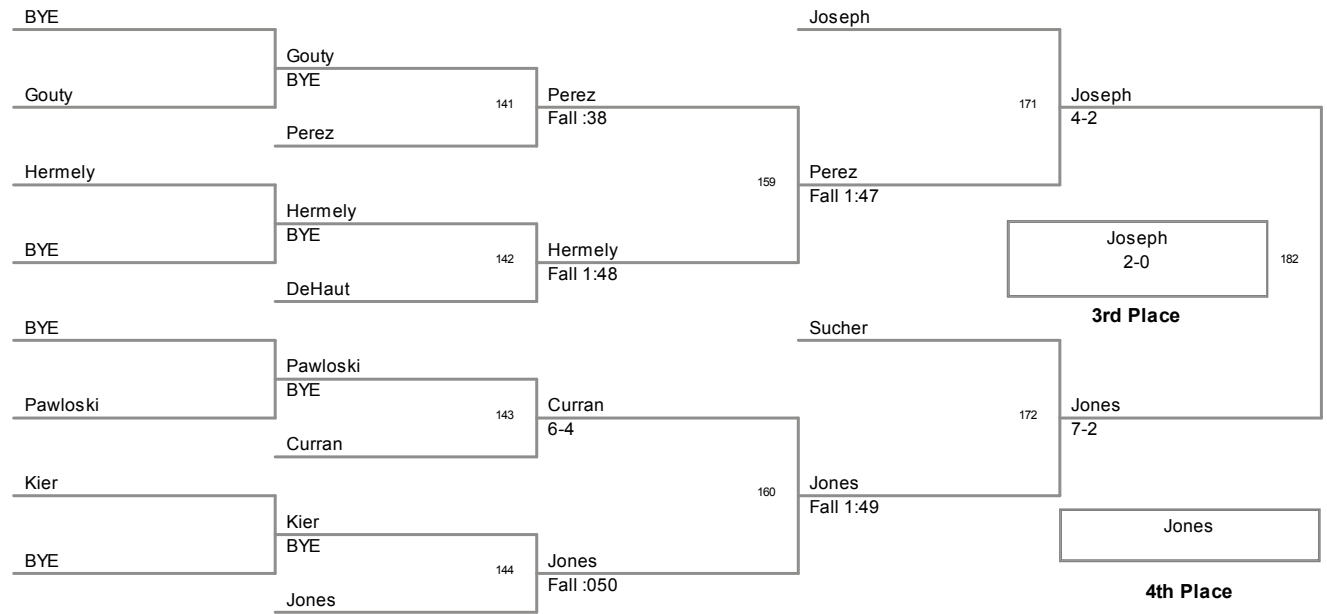 BYE
Joseph
Gouty
BYE
Gouty
141
Perez
Fall :38
171
Joseph
4-2
Perez
Hermely
159
Perez
Fall 1:47
Hermely
BYE
Joseph
2-0
182
BYE
142
Hermely
Fall 1:48
DeHaut
3rd Place
BYE
Sucher
Pawloski
BYE
Pawloski
143
Curran
6-4
172
Jones
7-2
Curran
Kier
160
Jones
Fall 1:49
Kier
BYE
Jones
BYE
144
Jones
Fall :050
4th Place
Jones